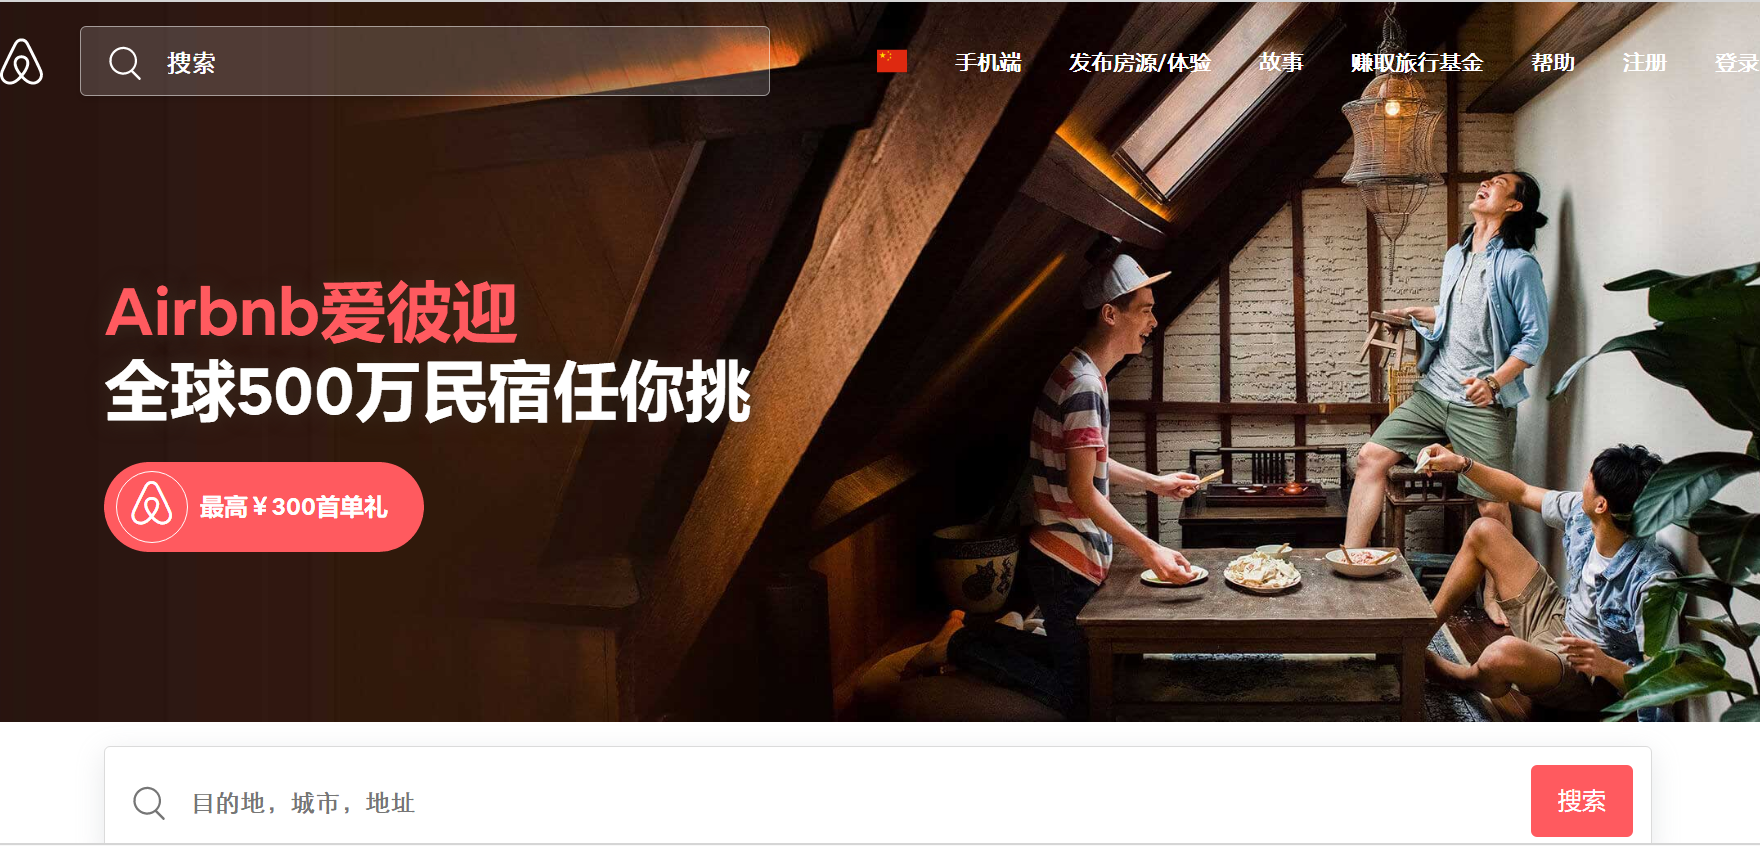 搜索
手机端 发布房源/体验 故事 赚取旅行基金 帮助 注册 登录
Airbnb爱彼迎
全球500万民宿任你挑
最高￥300首单礼
目的地，城市，地址
搜索